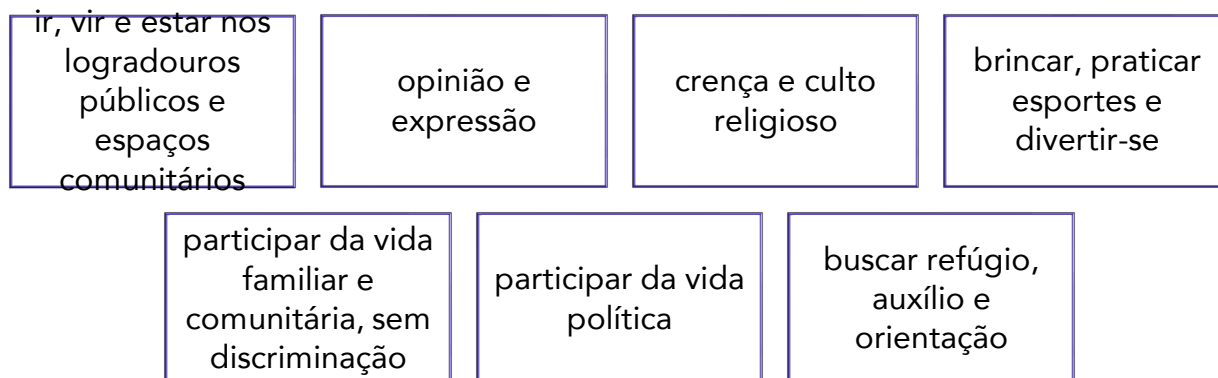 ir, vir e estar nos
logradouros
públicos e
espaços
comunitários
opinião e
expressão
crença e culto
religioso
brincar, praticar
esportes e
divertir-se
participar da vida
familiar e
comunitária, sem
discriminação
participar da vida
política
buscar refúgio,
auxílio e
orientação